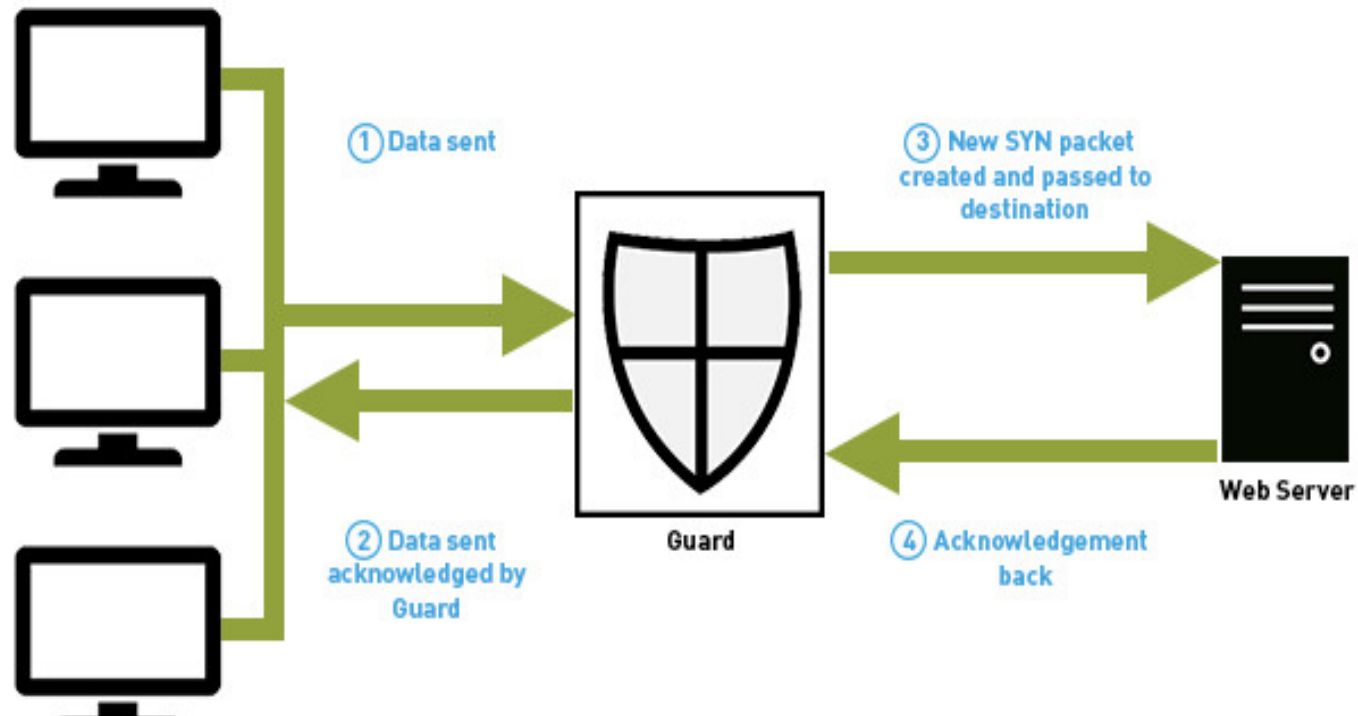 1 Data sent
3 New SYN packet
created and passed to
destination
Web Server
Guard
2 Data sent
acknowledged by
Guard
4 Acknowledgement
back